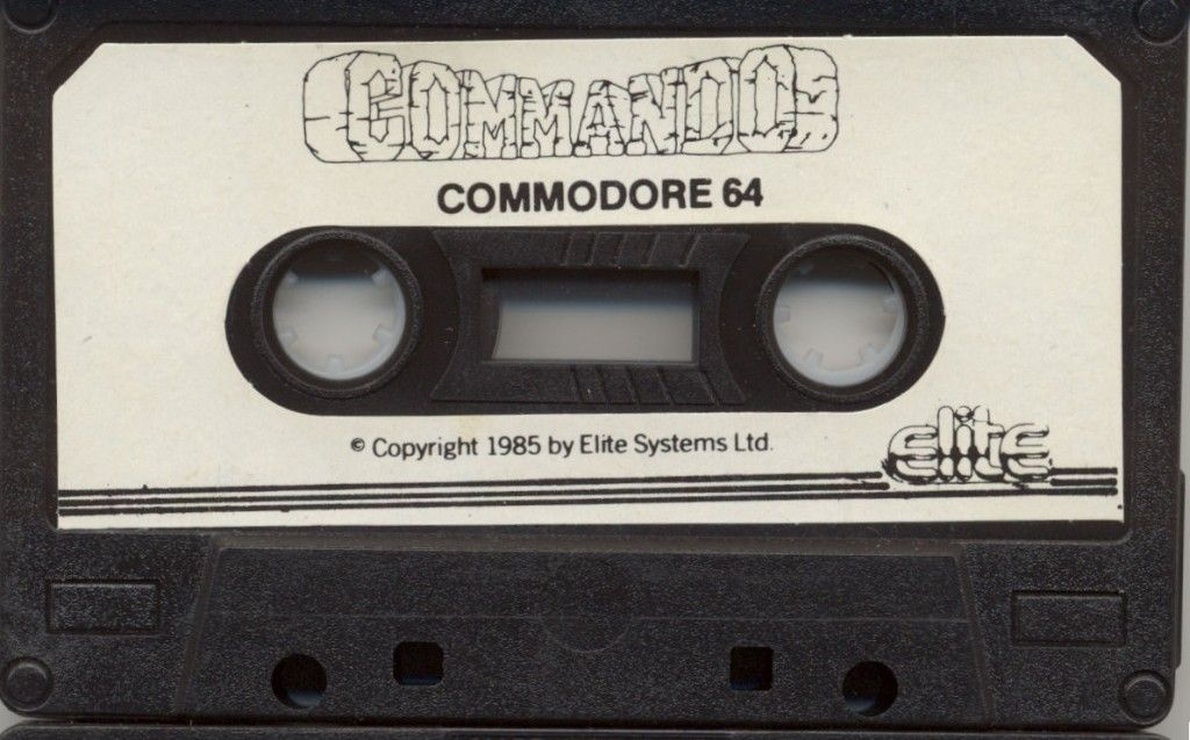 COMMANDO
COMMODORE 64
© Copyright 1985 by Elite Systems Ltd.
elite